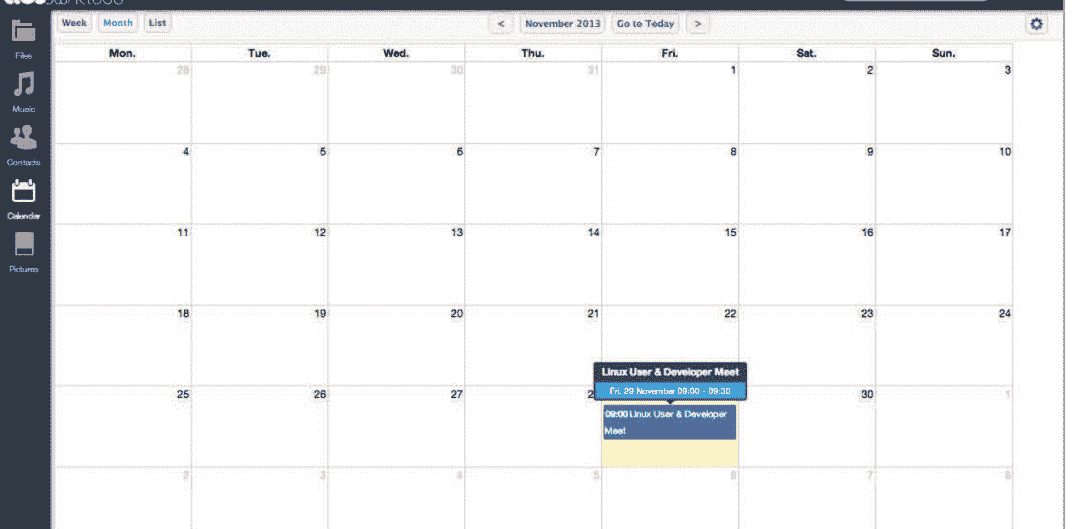 Week Month List < November 2013 Go to Today >
Files
Music
Contacts
Calendar
Pictures
Mon. Tue. Wed. Thu. Fri. Sat. Sun.
28 29 30 31 1 2 3
4 5 6 7 8 9 10
11 12 13 14 15 16 17
18 19 20 21 22 23 24
Linux User & Developer Meet
Fri. 29 November 09:00 - 09:30
25 26 27 30 1
09:00 Linux User & Developer
Meet
2 3 4 5 6 7 8